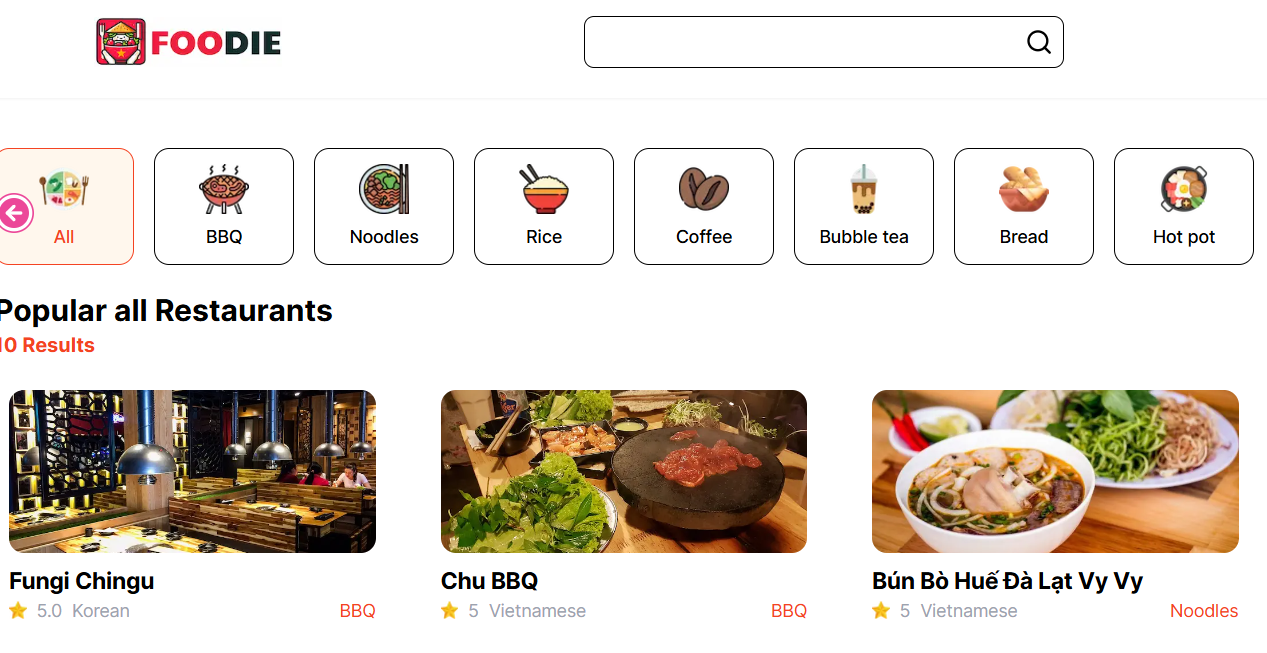 FOODIE
All
BBQ
Noodles
Rice
Coffee
Bubble tea
Bread
Hot pot
Popular all Restaurants
10 Results
Fungi Chingu
5.0 Korean
BBQ
Chu BBQ
5 Vietnamese
BBQ
Bún Bò Huế Đà Lạt Vy Vy
5 Vietnamese
Noodles